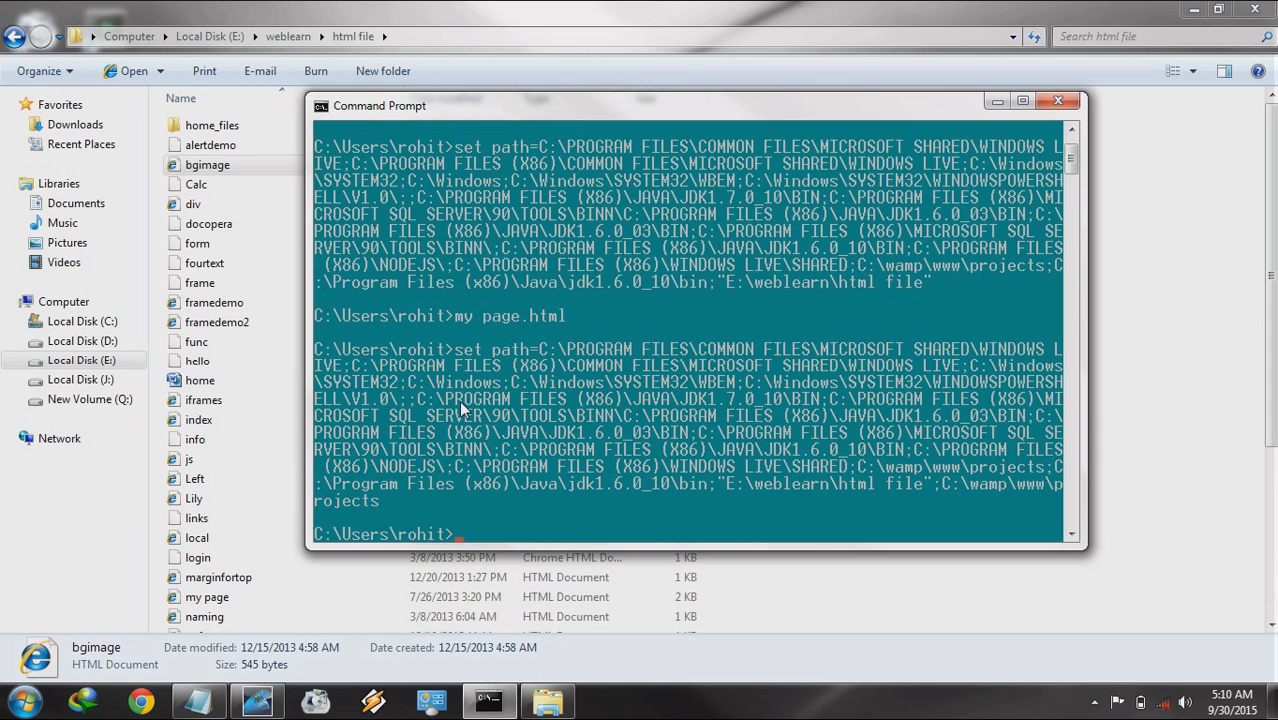 Computer Local Disk (E:) weblearn html file
Search html file
Organize Open Print E-mail Burn New folder
Favorites
Downloads
Recent Places
Libraries
Documents
Music
Pictures
Videos
Computer
Local Disk (C:)
Local Disk (D:)
Local Disk (E:)
Local Disk (J:)
New Volume (Q:)
Network
Name
home_files
alertdemo
bgimage
Calc
div
docopera
form
fourtext
frame
framedemo
framedemo2
func
hello
home
iframes
index
info
js
Left
Lily
links
local
login 3/8/2013 3:50 PM Chrome HTML Do... 1 KB
marginfortop 12/20/2013 1:27 PM HTML Document 1 KB
my page 7/26/2013 3:20 PM HTML Document 2 KB
naming 3/8/2013 6:04 AM HTML Document 1 KB
Command Prompt
C:\Users\rohit>set path=C:\PROGRAM FILES\COMMON FILES\MICROSOFT SHARED\WINDOWS L
IVE;C:\PROGRAM FILES (X86)\COMMON FILES\MICROSOFT SHARED\WINDOWS LIVE;C:\Windows
\SYSTEM32;C:\Windows;C:\Windows\SYSTEM32\WBEM;C:\Windows\SYSTEM32\WINDOWSPOWERSH
ELL\V1.0\;;C:\PROGRAM FILES (X86)\JAVA\JDK1.7.0_10\BIN;C:\PROGRAM FILES (X86)\MI
CROSOFT SQL SERVER\90\TOOLS\BINN\C:\PROGRAM FILES (X86)\JAVA\JDK1.6.0_03\BIN;C:\
PROGRAM FILES (X86)\JAVA\JDK1.6.0_03\BIN;C:\PROGRAM FILES (X86)\MICROSOFT SQL SE
RVER\90\TOOLS\BINN\;C:\PROGRAM FILES (X86)\JAVA\JDK1.6.0_10\BIN;C:\PROGRAM FILES
(X86)\NODEJS\;C:\PROGRAM FILES (X86)\WINDOWS LIVE\SHARED;C:\wamp\www\projects;C
:\Program Files (x86)\Java\jdk1.6.0_10\bin;"E:\weblearn\html file"
C:\Users\rohit>my page.html
C:\Users\rohit>set path=C:\PROGRAM FILES\COMMON FILES\MICROSOFT SHARED\WINDOWS L
IVE;C:\PROGRAM FILES (X86)\COMMON FILES\MICROSOFT SHARED\WINDOWS LIVE;C:\Windows
\SYSTEM32;C:\Windows;C:\Windows\SYSTEM32\WBEM;C:\Windows\SYSTEM32\WINDOWSPOWERSH
ELL\V1.0\;;C:\PROGRAM FILES (X86)\JAVA\JDK1.7.0_10\BIN;C:\PROGRAM FILES (X86)\MI
CROSOFT SQL SERVER\90\TOOLS\BINN\C:\PROGRAM FILES (X86)\JAVA\JDK1.6.0_03\BIN;C:\
PROGRAM FILES (X86)\JAVA\JDK1.6.0_03\BIN;C:\PROGRAM FILES (X86)\MICROSOFT SQL SE
RVER\90\TOOLS\BINN\;C:\PROGRAM FILES (X86)\JAVA\JDK1.6.0_10\BIN;C:\PROGRAM FILES
(X86)\NODEJS\;C:\PROGRAM FILES (X86)\WINDOWS LIVE\SHARED;C:\wamp\www\projects;C
:\Program Files (x86)\Java\jdk1.6.0_10\bin;"E:\weblearn\html file";C:\wamp\www\p
rojects
C:\Users\rohit>
bgimage Date modified: 12/15/2013 4:58 AM Date created: 12/15/2013 4:58 AM
HTML Document Size: 545 bytes
5:10 AM
9/30/2015